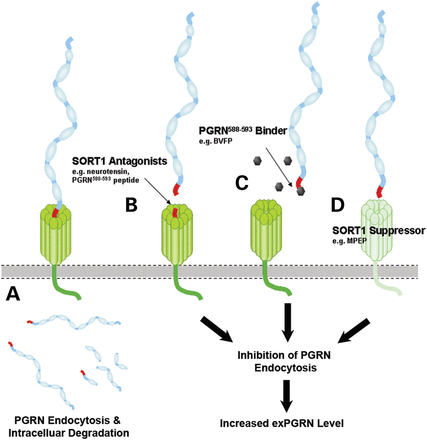 PGRN588-593 Binder
e.g. BVFP
SORT1 Antagonists
e.g. neurotensin,
PGRN588-593 peptide
B
C
D
SORT1 Suppressor
e.g. MPEP
A
Inhibition of PGRN
Endocytosis
PGRN Endocytosis &
Intracelluar Degradation
Increased exPGRN Level